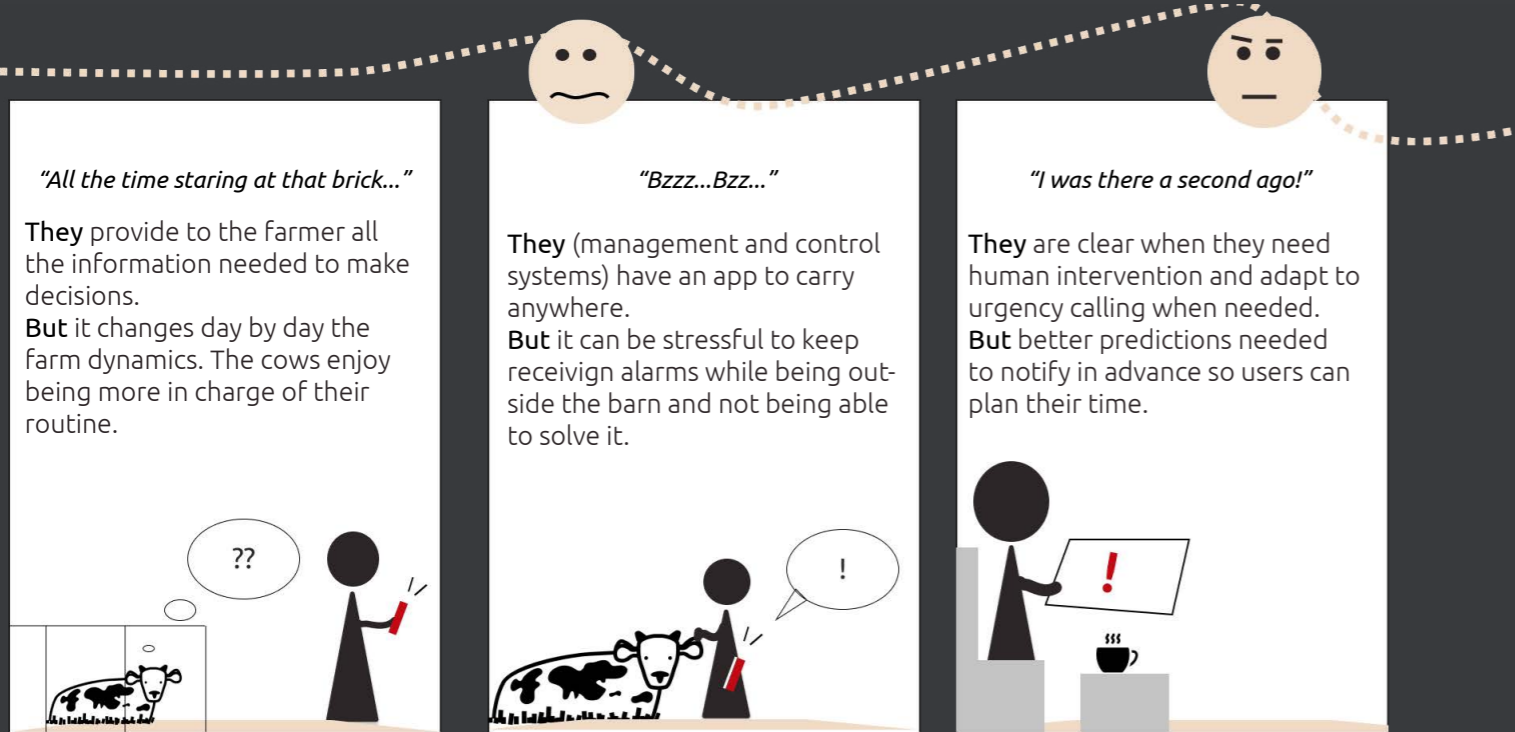 “All the time staring at that brick...”
They provide to the farmer all
the information needed to make
decisions.
But it changes day by day the
farm dynamics. The cows enjoy
being more in charge of their
routine.
??
“Bzzz...Bzz...”
They (management and control
systems) have an app to carry
anywhere.
But it can be stressful to keep
receivign alarms while being out-
side the barn and not being able
to solve it.
!
“I was there a second ago!”
They are clear when they need
human intervention and adapt to
urgency calling when needed.
But better predictions needed
to notify in advance so users can
plan their time.
!